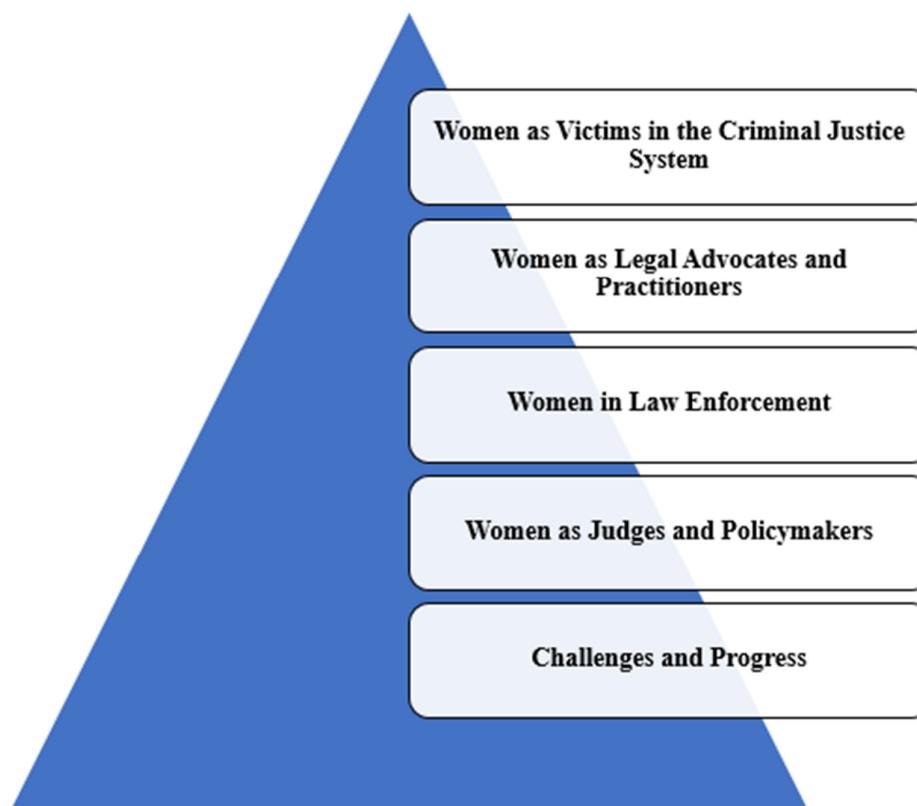 Women as Victims in the Criminal Justice
System
Women as Legal Advocates and
Practitioners
Women in Law Enforcement
Women as Judges and Policymakers
Challenges and Progress